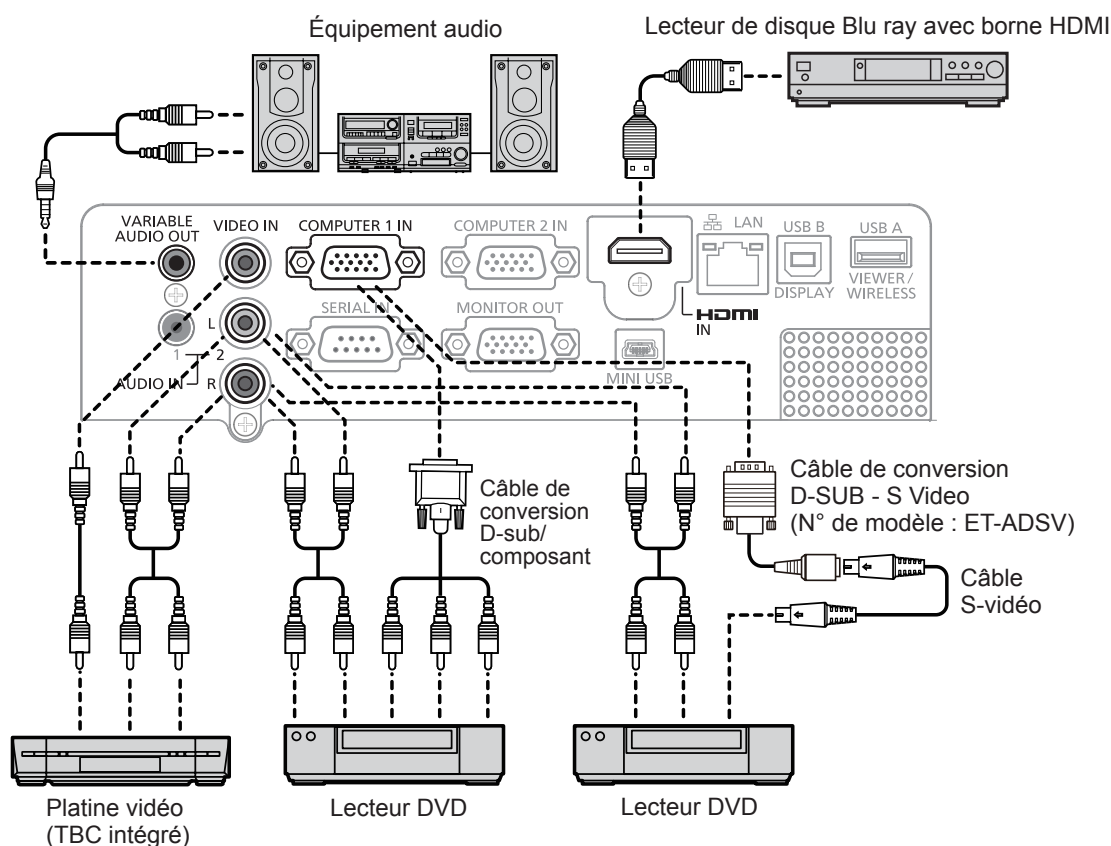 Équipement audio
Lecteur de disque Blu ray avec borne HDMI
VARIABLE
AUDIO OUT
VIDEO IN
COMPUTER 1 IN
COMPUTER 2 IN
LAN
USB B
USB A
DISPLAY
VIEWER/
WIRELESS
SERIAL IN
MONITOR OUT
HDMI
IN
L
1
2
AUDIO IN
R
MINI USB
Câble de
conversion
D-sub/
composant
Câble de conversion
D-SUB - S Video
(N° de modèle : ET-ADSV)
Câble
S-vidéo
Platine vidéo
(TBC intégré)
Lecteur DVD
Lecteur DVD